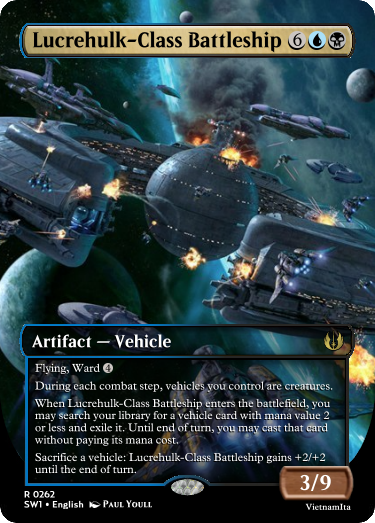 Lucrehulk-Class Battleship 6
Artifact — Vehicle
Flying, Ward 4
During each combat step, vehicles you control are creatures.
When Lucrehulk-Class Battleship enters the battlefield, you
may search your library for a vehicle card with mana value 2
or less and exile it. Until end of turn, you may cast that card
without paying its mana cost.
Sacrifice a vehicle: Lucrehulk-Class Battleship gains +2/+2
until the end of turn.
3/9
R 0262
SW1 • English PAUL YOULL
VietnamIta